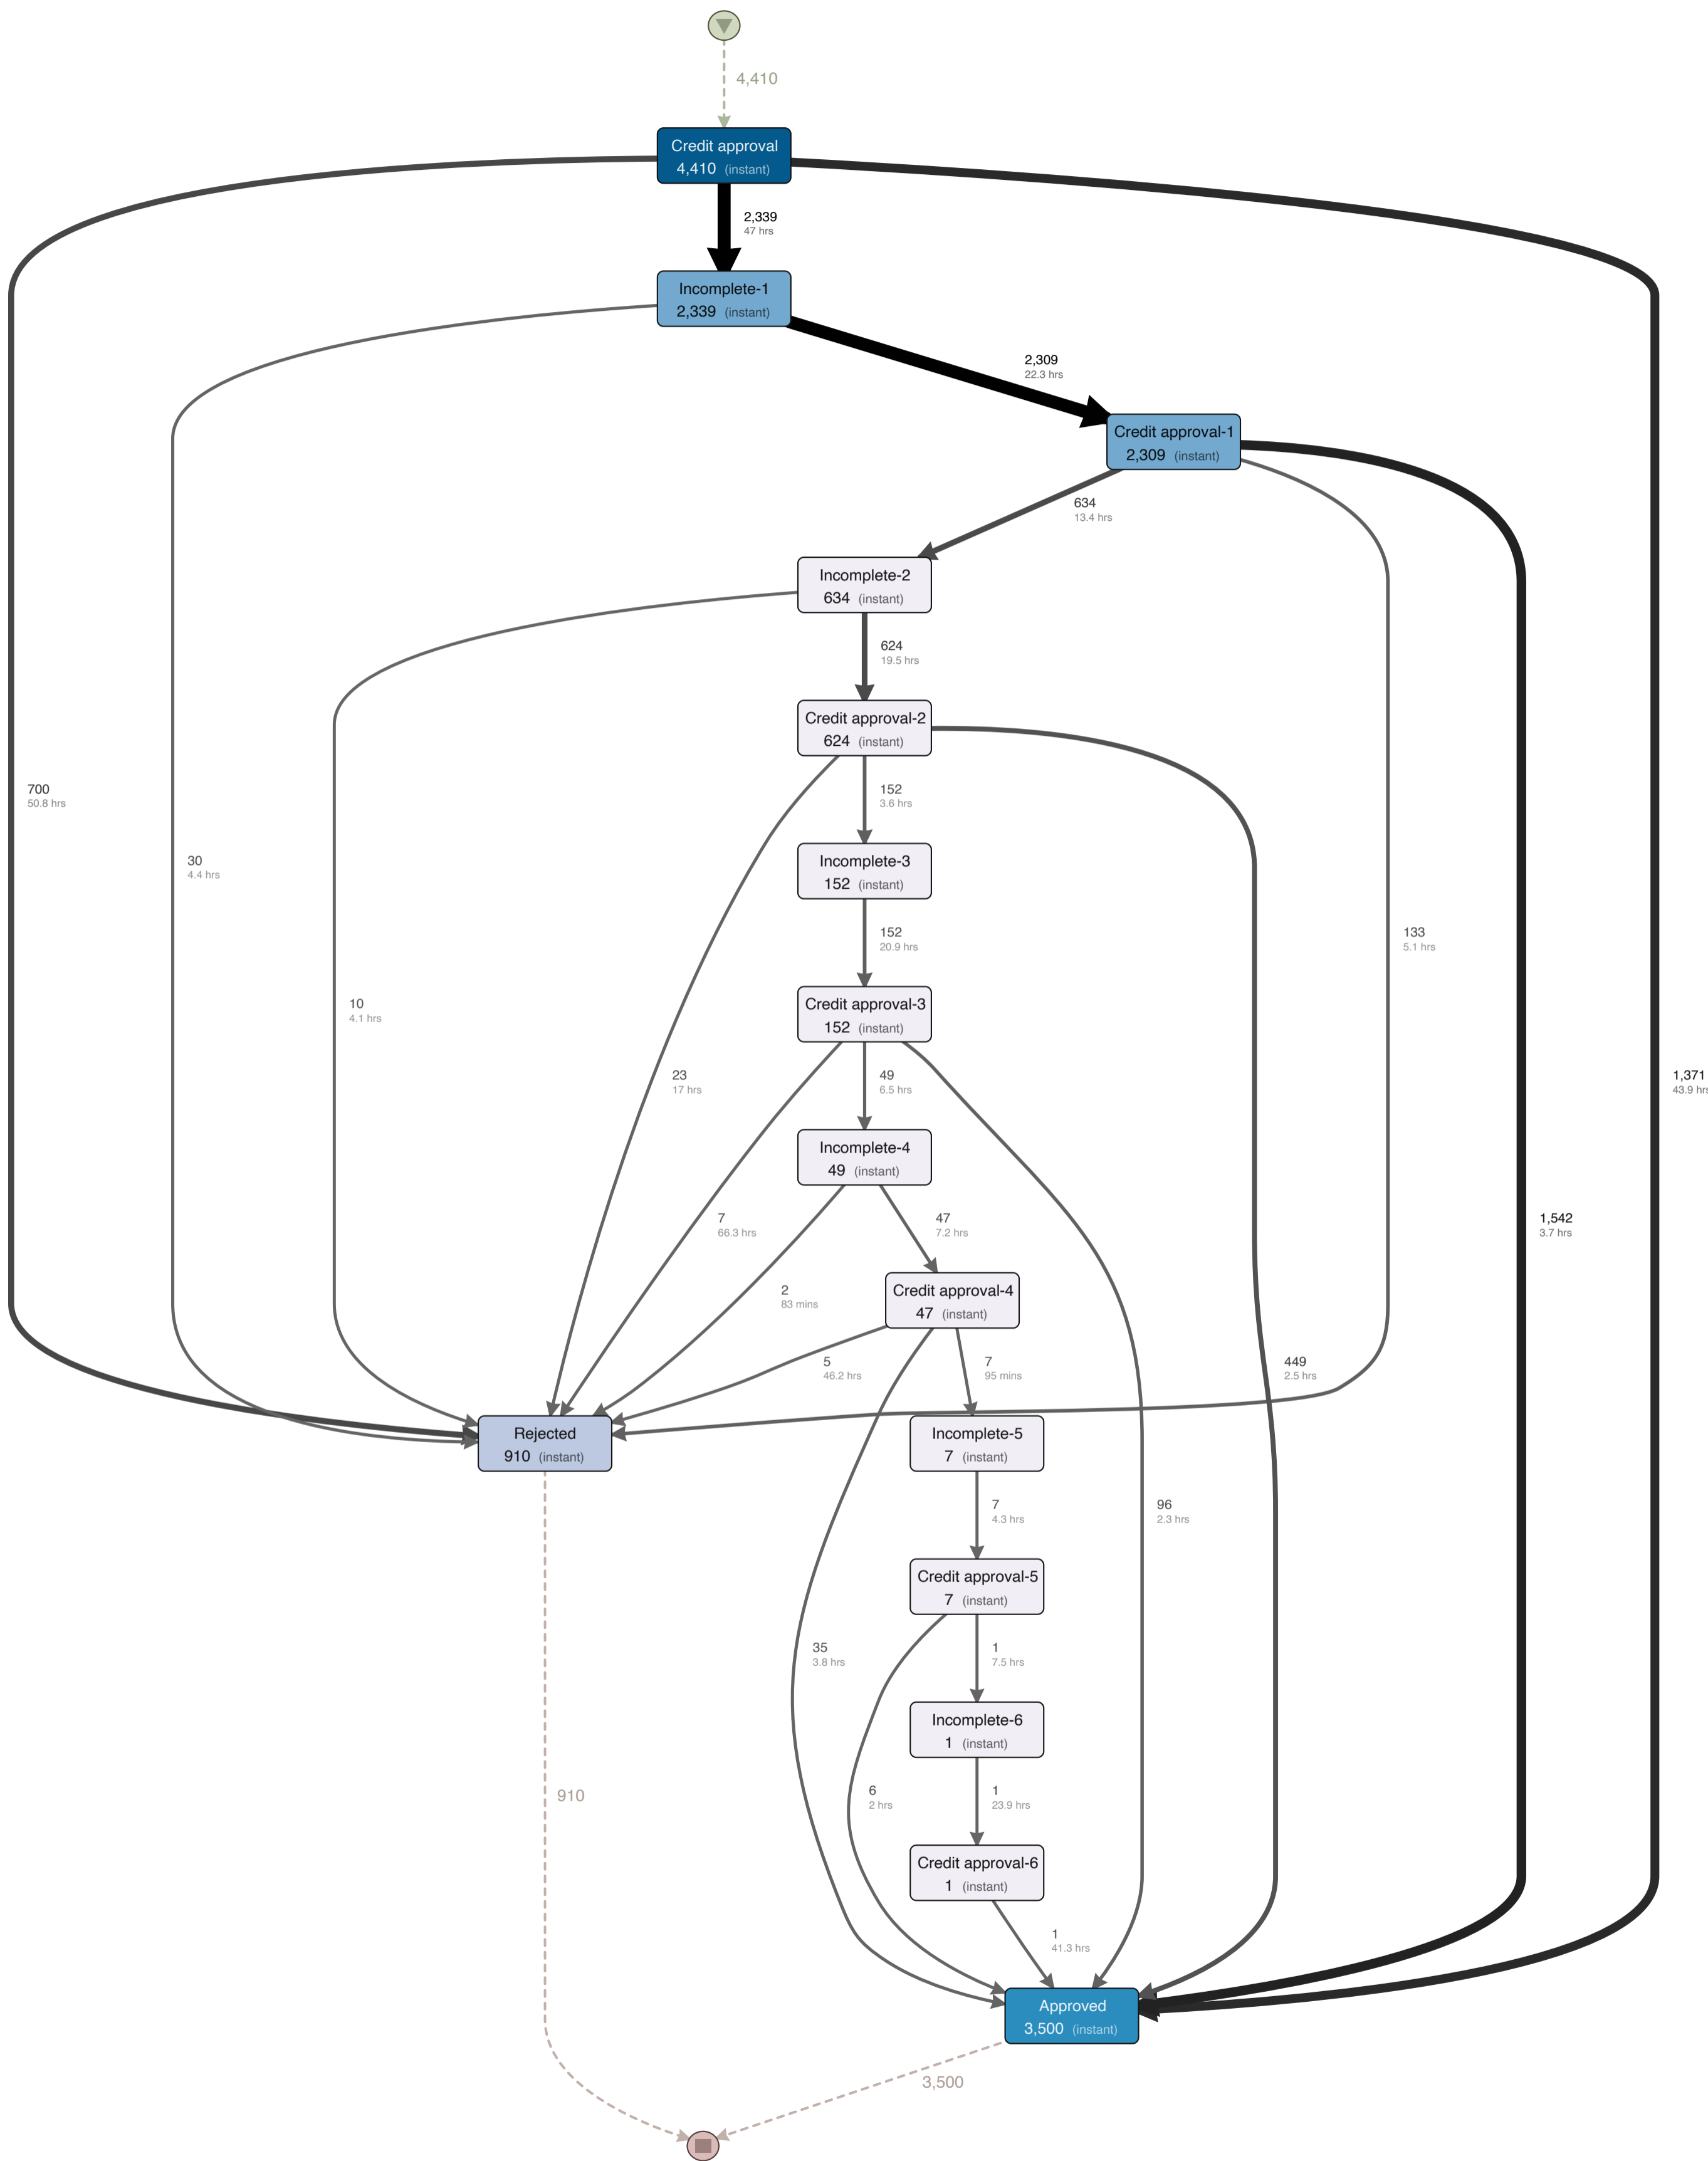 4,410
Credit approval
4,410 (instant)
2,339
47 hrs
Incomplete-1
2,339 (instant)
2,309
22.3 hrs
Credit approval-1
2,309 (instant)
634
13.4 hrs
Incomplete-2
634 (instant)
624
19.5 hrs
Credit approval-2
624 (instant)
700
50.8 hrs
152
3.6 hrs
30
4.4 hrs
Incomplete-3
152 (instant)
152
20.9 hrs
133
5.1 hrs
10
4.1 hrs
Credit approval-3
152 (instant)
23
17 hrs
49
6.5 hrs
1,371
43.9 hrs
Incomplete-4
49 (instant)
7
66.3 hrs
47
7.2 hrs
1,542
3.7 hrs
2
83 mins
Credit approval-4
47 (instant)
5
46.2 hrs
7
95 mins
449
2.5 hrs
Rejected
910 (instant)
Incomplete-5
7 (instant)
7
4.3 hrs
96
2.3 hrs
Credit approval-5
7 (instant)
35
3.8 hrs
1
7.5 hrs
Incomplete-6
1 (instant)
910
6
2 hrs
1
23.9 hrs
Credit approval-6
1 (instant)
1
41.3 hrs
Approved
3,500 (instant)
3,500